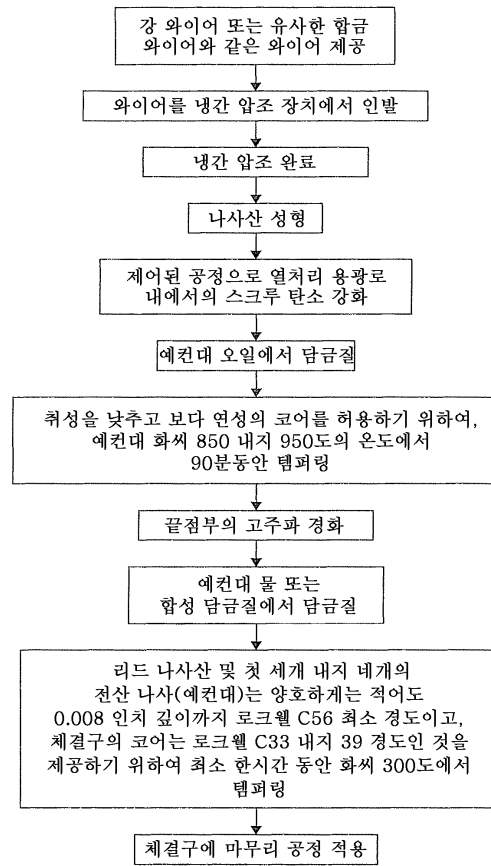 강 와이어 또는 유사한 합금
와이어와 같은 와이어 제공
와이어를 냉간 압조 장치에서 인발
냉간 압조 완료
나사산 성형
제어된 공정으로 열처리 용광로
내에서의 스크루 탄소 강화
예컨대 오일에서 담금질
취성을 낮추고 보다 연성의 코어를 허용하기 위하여,
예컨대 화씨 850 내지 950도의 온도에서
90분동안 템퍼링
끝점부의 고주파 경화
예컨대 물 또는
합성 담금질에서 담금질
리드 나사산 및 첫 세개 내지 네개의
전산 나사(예컨대)는 양호하게는 적어도
0.008 인치 깊이까지 로크웰 C56 최소 경도이고,
체결구의 코어는 로크웰 C33 내지 39 경도인 것을
제공하기 위하여 최소 한시간 동안 화씨 300도에서
템퍼링
체결구에 마무리 공정 적용